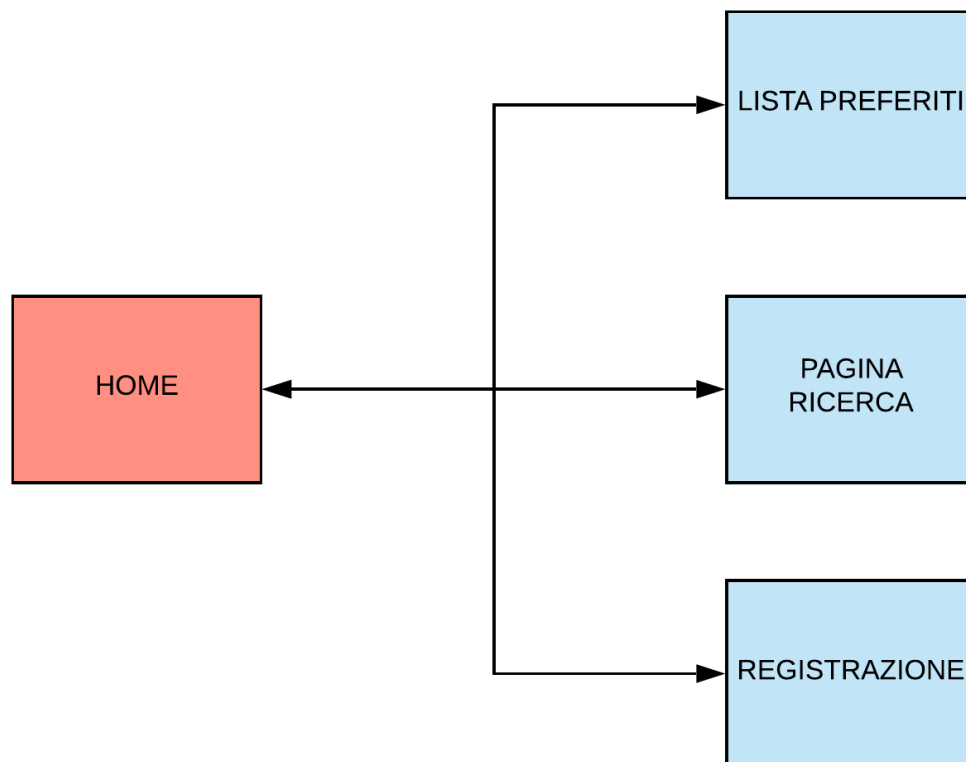 LISTA PREFERITI
HOME
PAGINA
RICERCA
REGISTRAZIONE